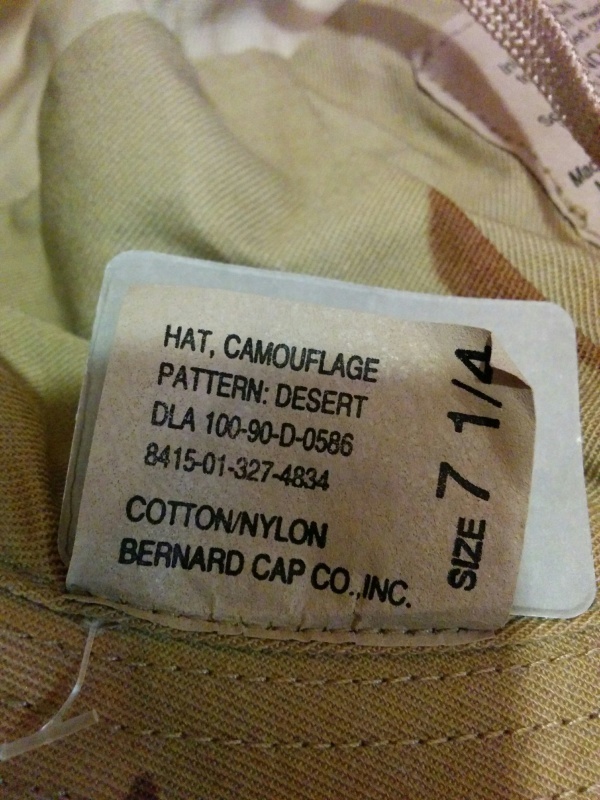 HAT, CAMOUFLAGE
PATTERN: DESERT
DLA 100-90-D-0586
8415-01-327-4834
COTTON/NYLON
BERNARD CAP CO.,INC.
SIZE 7 1/4